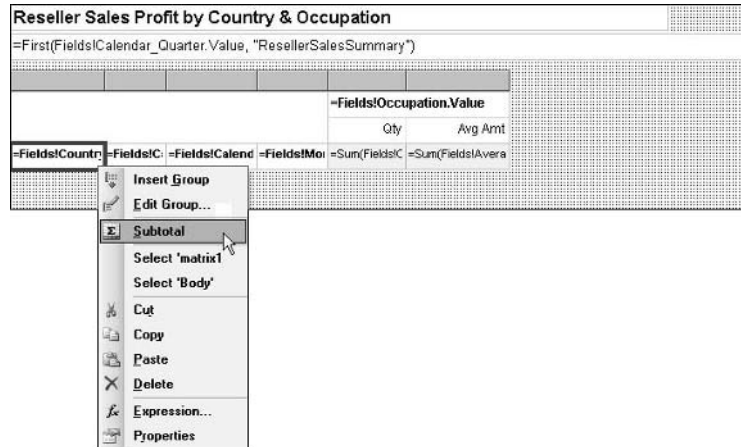 Reseller Sales Profit by Country & Occupation
=First(Fields!Calendar_Quarter.Value, "ResellerSalesSummary")
=Fields!Occupation.Value
Qty Avg Amt
=Fields!Country =Fields!C =Fields!Calend =Fields!Mo =Sum(Fields!C =Sum(Fields!Avera
Insert Group
Edit Group...
Subtotal
Select 'matrix1
Select 'Body'
Cut
Copy
Paste
Delete
Expression...
Properties